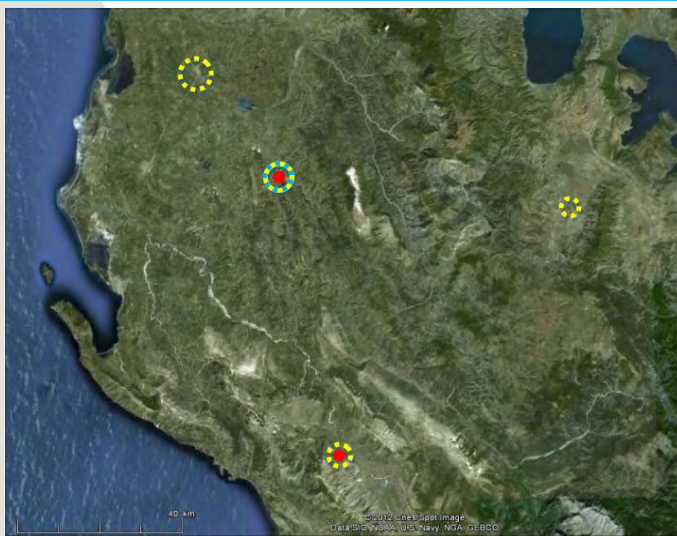 40 km
©2012 Cnes/Spot Image
Data SIO, NOAA, U.S. Navy, NGA, GEBCO